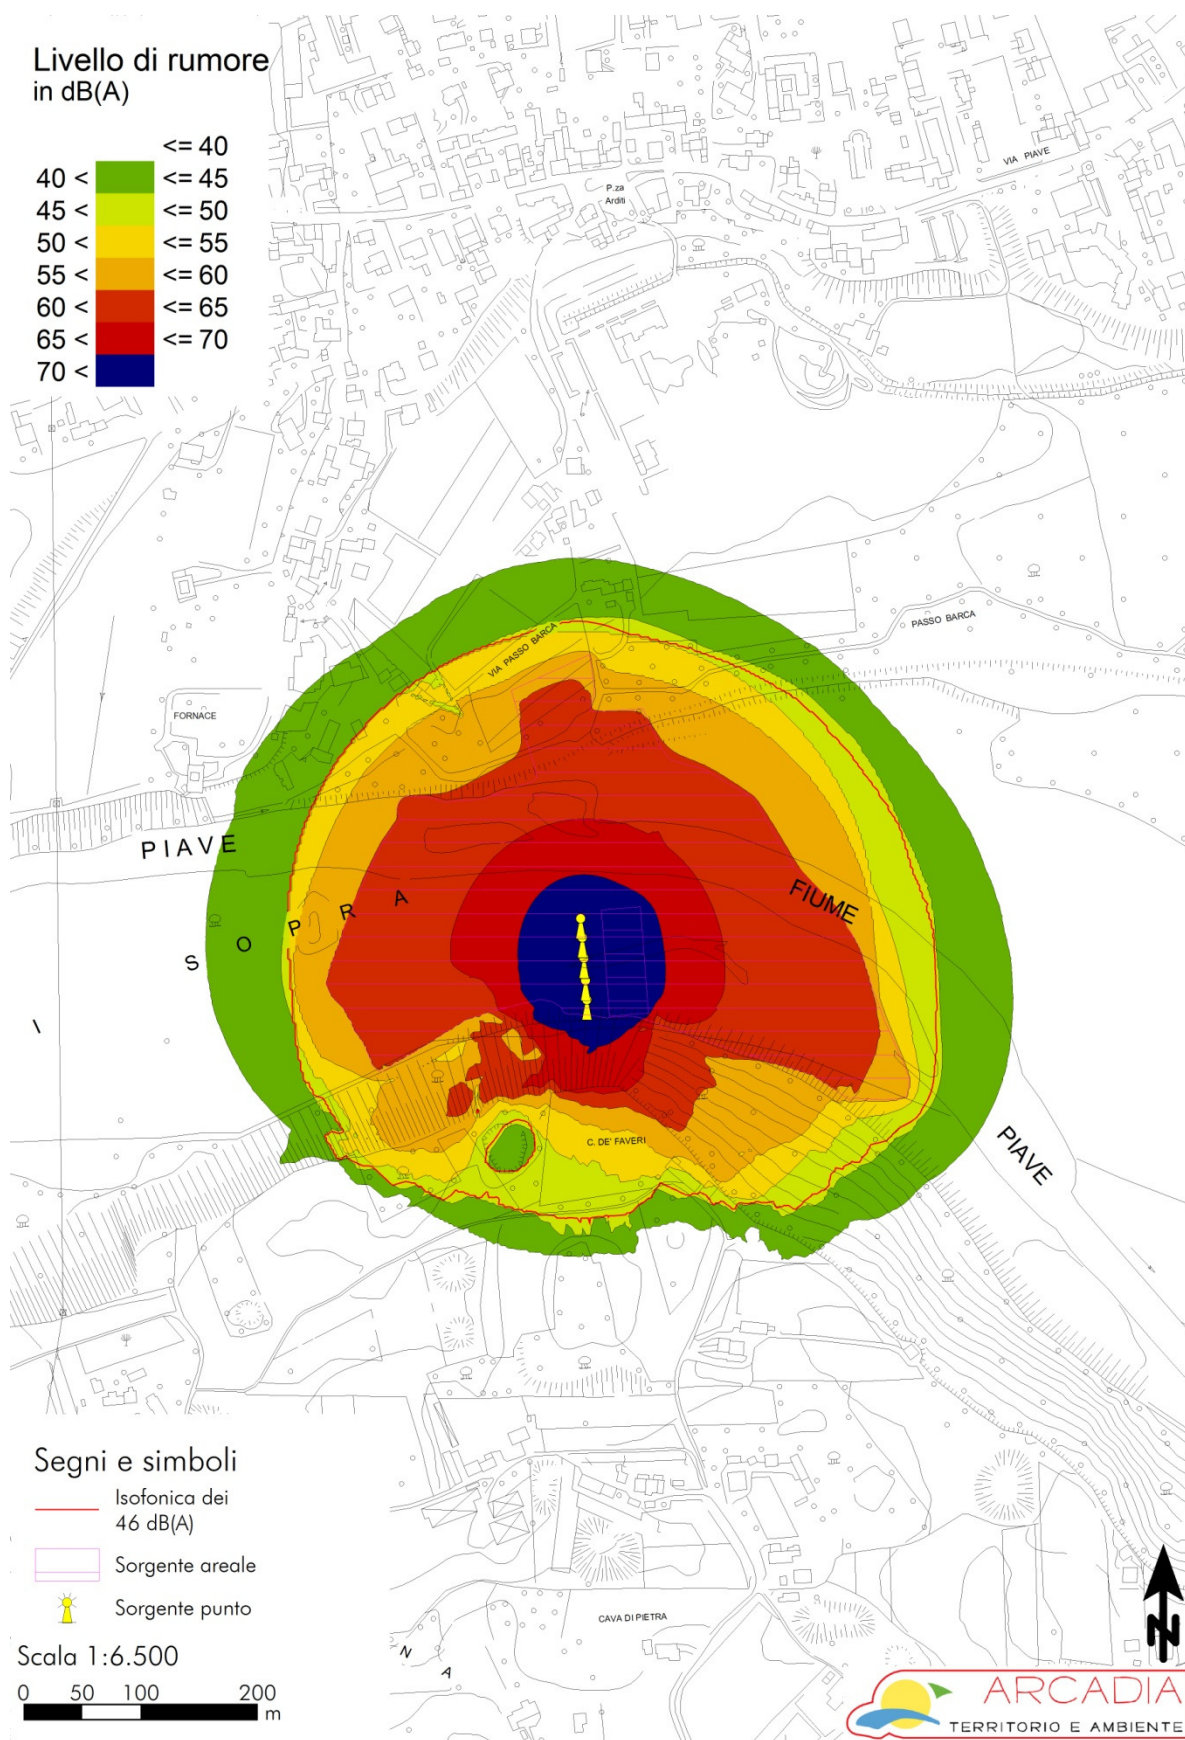 Livello di rumore
in dB(A)
<= 40
40 < <= 45
45 < <= 50
50 < <= 55
55 < <= 60
60 < <= 65
65 < <= 70
70 <
VIA PIAVE
P.za
Arditi
PASSO BARCA
VIA PASSO BARCA
FORNACE
PIAVE
FIUME
I SOPRA
C. DE' FAVERI
PIAVE
Segni e simboli
Isofonica dei
46 dB(A)
Sorgente areale
Sorgente punto
CAVA DI PIETRA
N A
Scala 1:6.500
0 50 100 200
m
N
ARCADIA
TERRITORIO E AMBIENTE